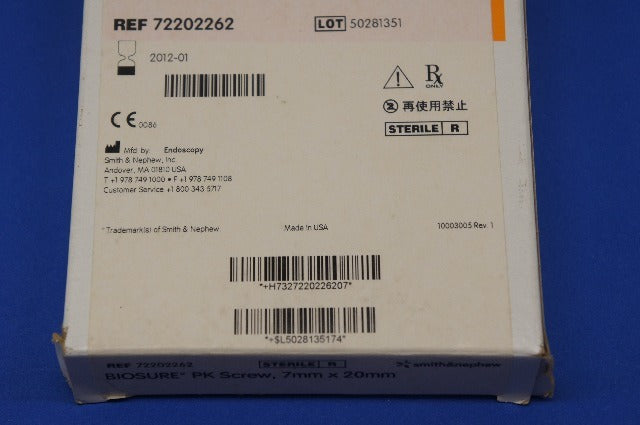 REF 72202262
LOT 50281351
2012-01
Rx
ONLY
再使用禁止
STERILE R
CE 0086
Mfg. by: Endoscopy
Smith & Nephew, Inc.
Andover, MA 01810 USA
T +1 978 749 1000 • F +1 978 749 1108
Customer Service +1 800 343 5717
*Trademark(s) of Smith & Nephew.
Made in USA
10003005 Rev. 1
*+H7327220226207*
*+$L5028135174*
REF 72202262
STERILE R
smith&nephew
BIOSURE* PK Screw, 7mm x 20mm